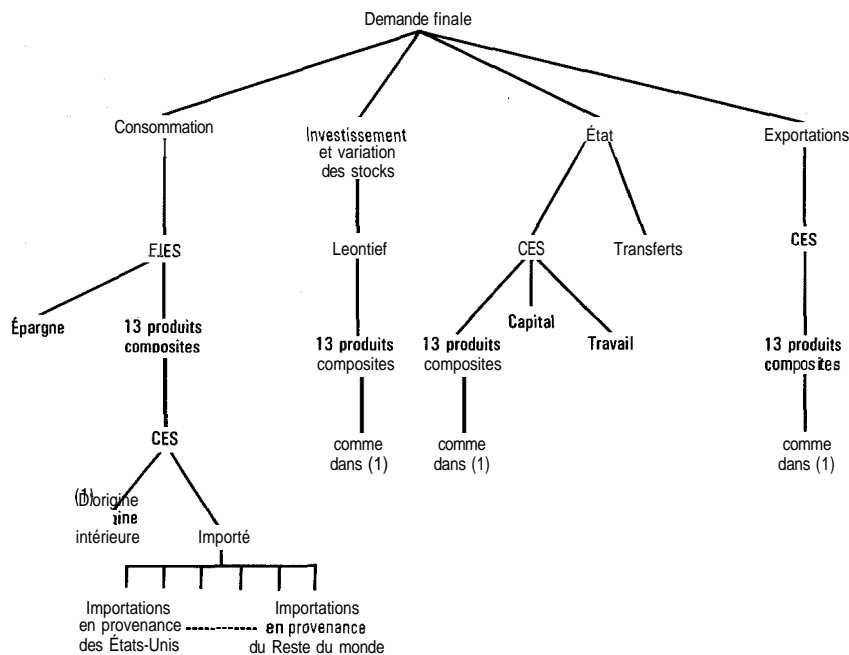 Demande finale
Consommation
Investissement
et variation
des stocks
État
Exportations
Leontief
CES
Transferts
CES
Épargne
13 produits
composites
13 produits
composites
13 produits
composites
Capital
Travail
13 produits
composites
CES
comme
dans (1)
comme
dans (1)
comme
dans (1)
(1)
D'origine
intérieure
Importé
Importations
en provenance
des États-Unis
Importations
en provenance
du Reste du monde